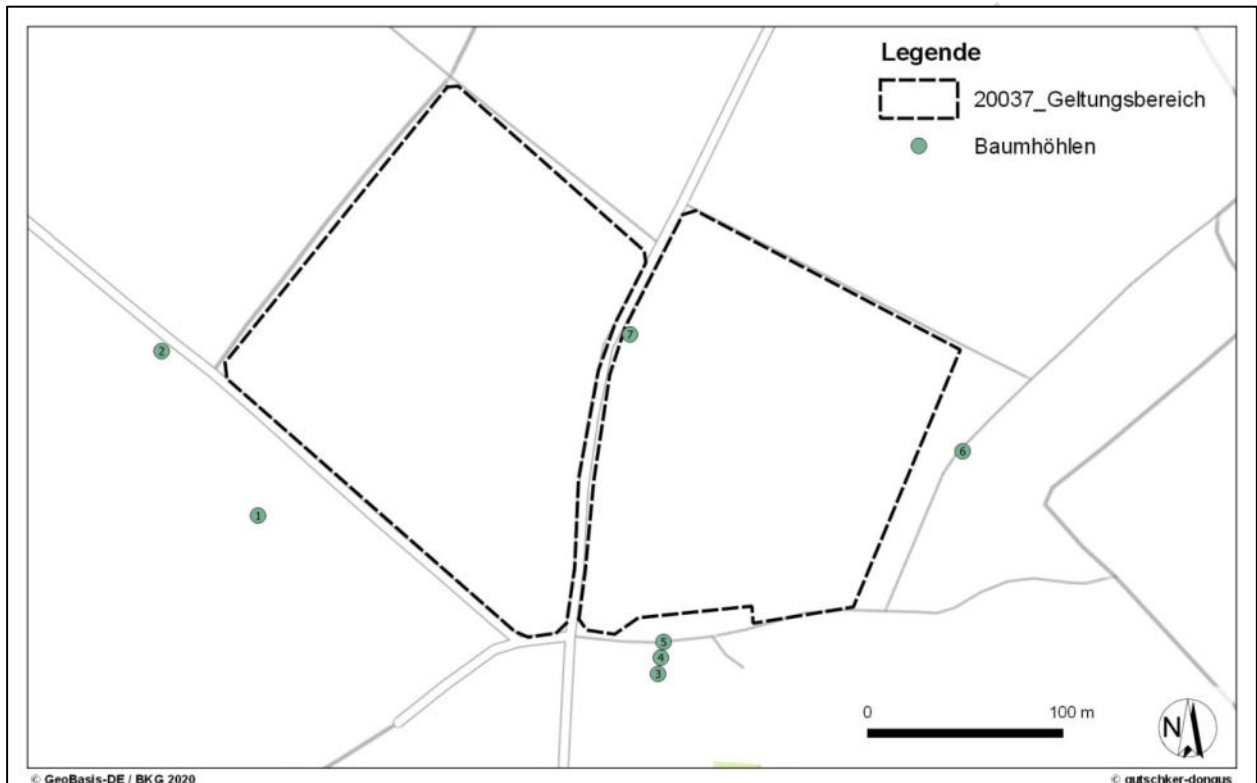 Legende
20037_Geltungsbereich
Baumhöhlen
7
2
6
1
5
4
3
0 100 m
N
© GeoBasis-DE / BKG 2020
© gutschker-dongus